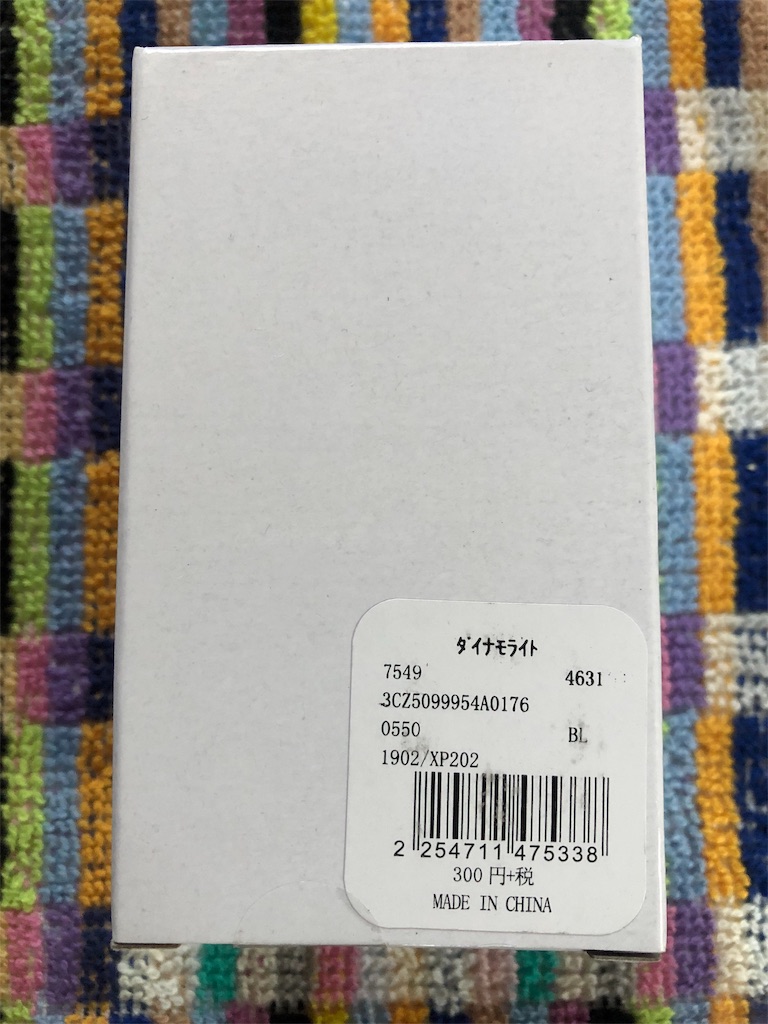 ﾀﾞｲﾅﾓﾗｲﾄ
7549 4631
3CZ5099954A0176
0550 BL
1902/XP202
2 254711 475338
300円+税
MADE IN CHINA